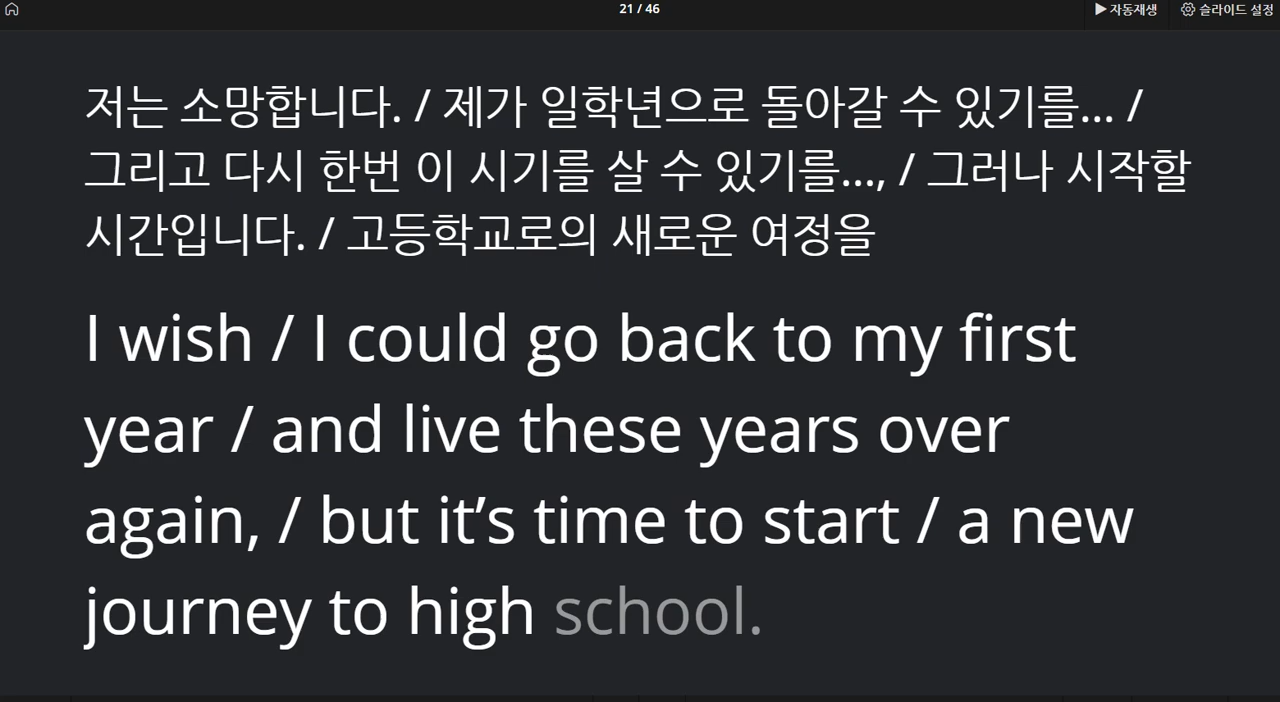 21 / 46
▶ 자동재생
슬라이드 설정
저는 소망합니다. / 제가 일학년으로 돌아갈 수 있기를... /
그리고 다시 한번 이 시기를 살 수 있기를..., / 그러나 시작할
시간입니다. / 고등학교로의 새로운 여정을
I wish / I could go back to my first
year / and live these years over
again, / but it’s time to start / a new
journey to high school.